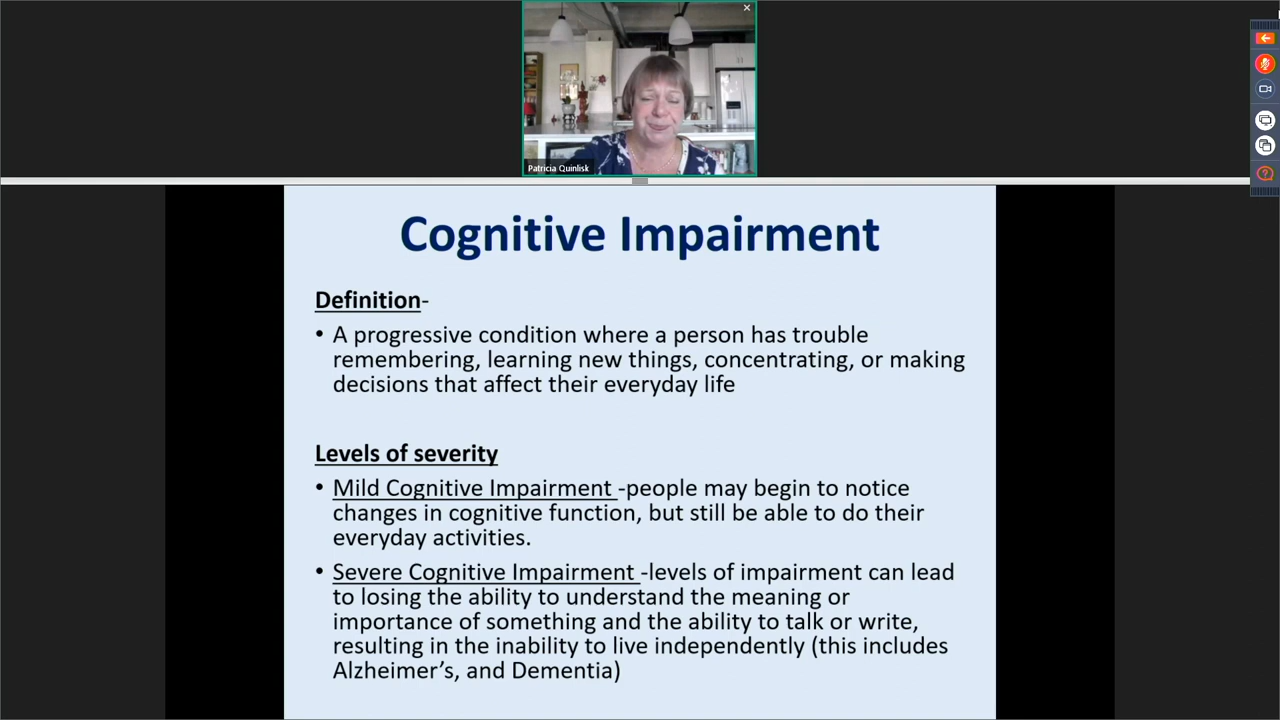 Patricia Quinlisk
Cognitive Impairment
Definition-
• A progressive condition where a person has trouble
remembering, learning new things, concentrating, or making
decisions that affect their everyday life
Levels of severity
• Mild Cognitive Impairment -people may begin to notice
changes in cognitive function, but still be able to do their
everyday activities.
• Severe Cognitive Impairment -levels of impairment can lead
to losing the ability to understand the meaning or
importance of something and the ability to talk or write,
resulting in the inability to live independently (this includes
Alzheimer’s, and Dementia)